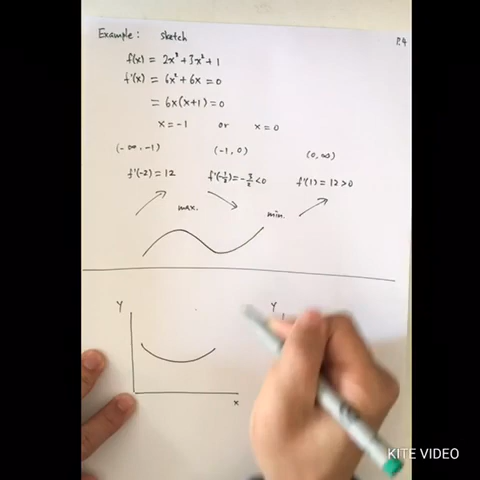 Example: sketch P.4
f(x) = 2x³ + 3x² + 1
f'(x) = 6x² + 6x = 0
= 6x(x+1) = 0
x = -1 or x = 0
(-∞, -1) (-1, 0) (0, ∞)
f'(-2) = 12 f'(-1/2) = -3/2 < 0 f'(1) = 12 > 0
max. min.
Y Y
x
KITE VIDEO